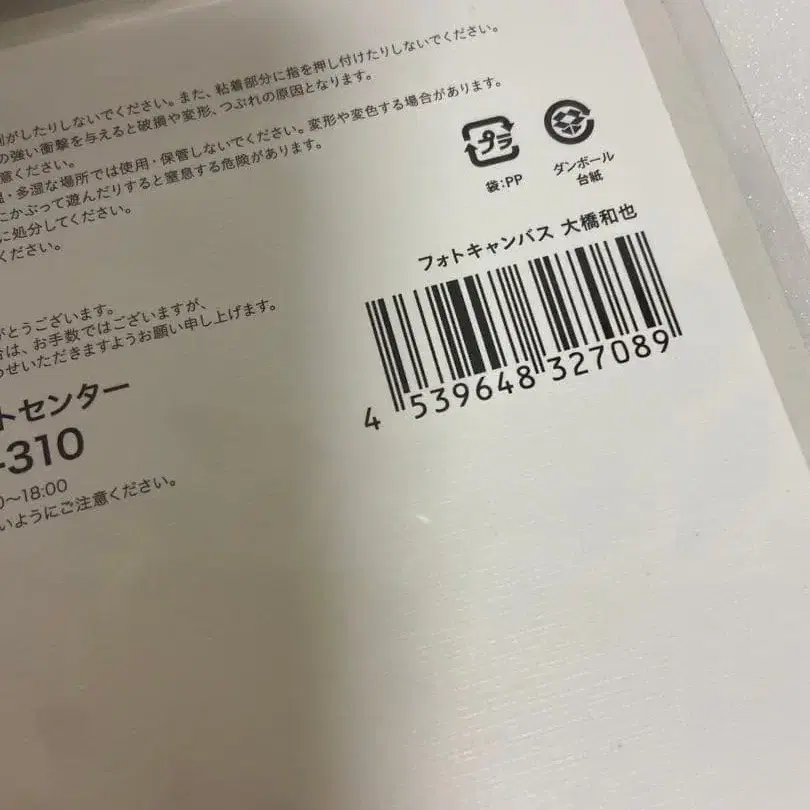 剥がしたりしないでください。また、粘着部分に指を押し付けたりしないでください。
の強い衝撃を与えると破損や変形、つぶれの原因となります。
意ください。
・多湿な場所では使用・保管しないでください。変形や変色する場合があります。
にかぶって遊んだりすると窒息する危険があります。
に処分してください。
ください。
がとうございます。
合は、お手数ではございますが、
わせいただきますようお願い申し上げます。
トセンター
-310
0～18:00
いようにご注意ください。
プラ
袋:PP
ダンボール
台紙
フォトキャンバス 大橋和也
4 539648 327089